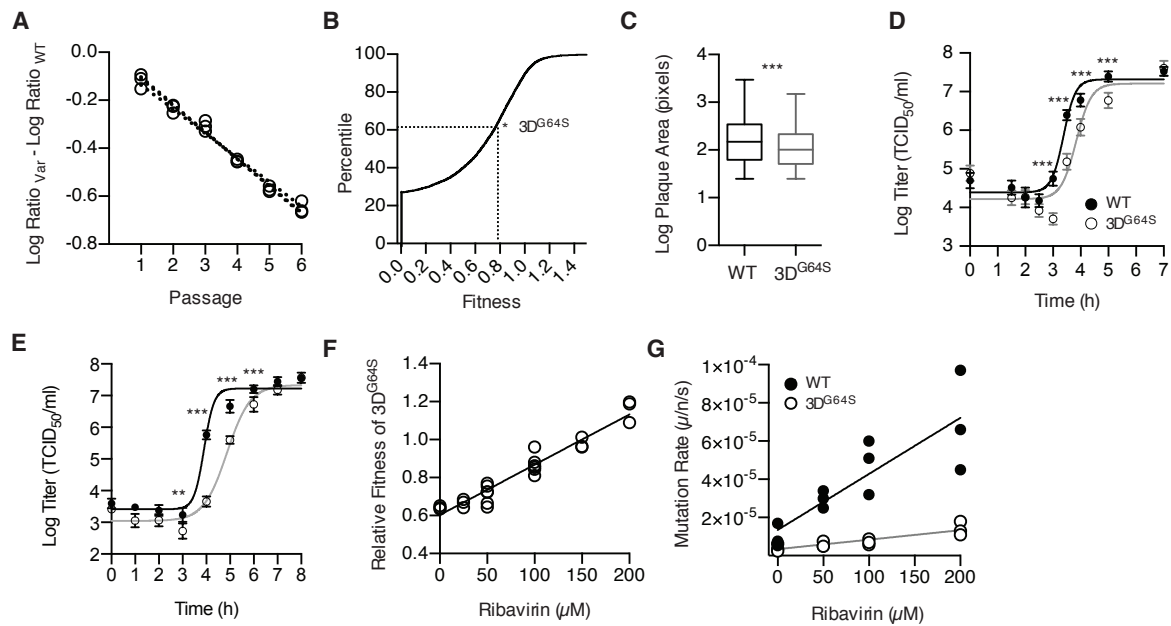 A
0.0
-0.2
-0.4
-0.6
-0.8
1 2 3 4 5 6
Passage
Log Ratio Var - Log Ratio WT
B
100
80
60
40
20
0
0.0 0.2 0.4 0.6 0.8 1.0 1.2 1.4
Fitness
Percentile
* 3DG64S
C
4
3
2
1
0
***
WT 3DG64S
Log Plaque Area (pixels)
D
8
7
6
5
4
3
*** *** *** ***
WT
3DG64S
0 1 2 3 4 5 6 7
Time (h)
Log Titer (TCID50/ml)
E
8
7
6
5
4
3
2
** *** *** ***
0 1 2 3 4 5 6 7 8
Time (h)
Log Titer (TCID50/ml)
F
1.4
1.2
1.0
0.8
0.6
0.4
0 50 100 150 200
Ribavirin (µM)
Relative Fitness of 3DG64S
G
1×10-4
8×10-5
6×10-5
4×10-5
2×10-5
WT
3DG64S
0 50 100 150 200
Ribavirin (µM)
Mutation Rate (µ/n/s)